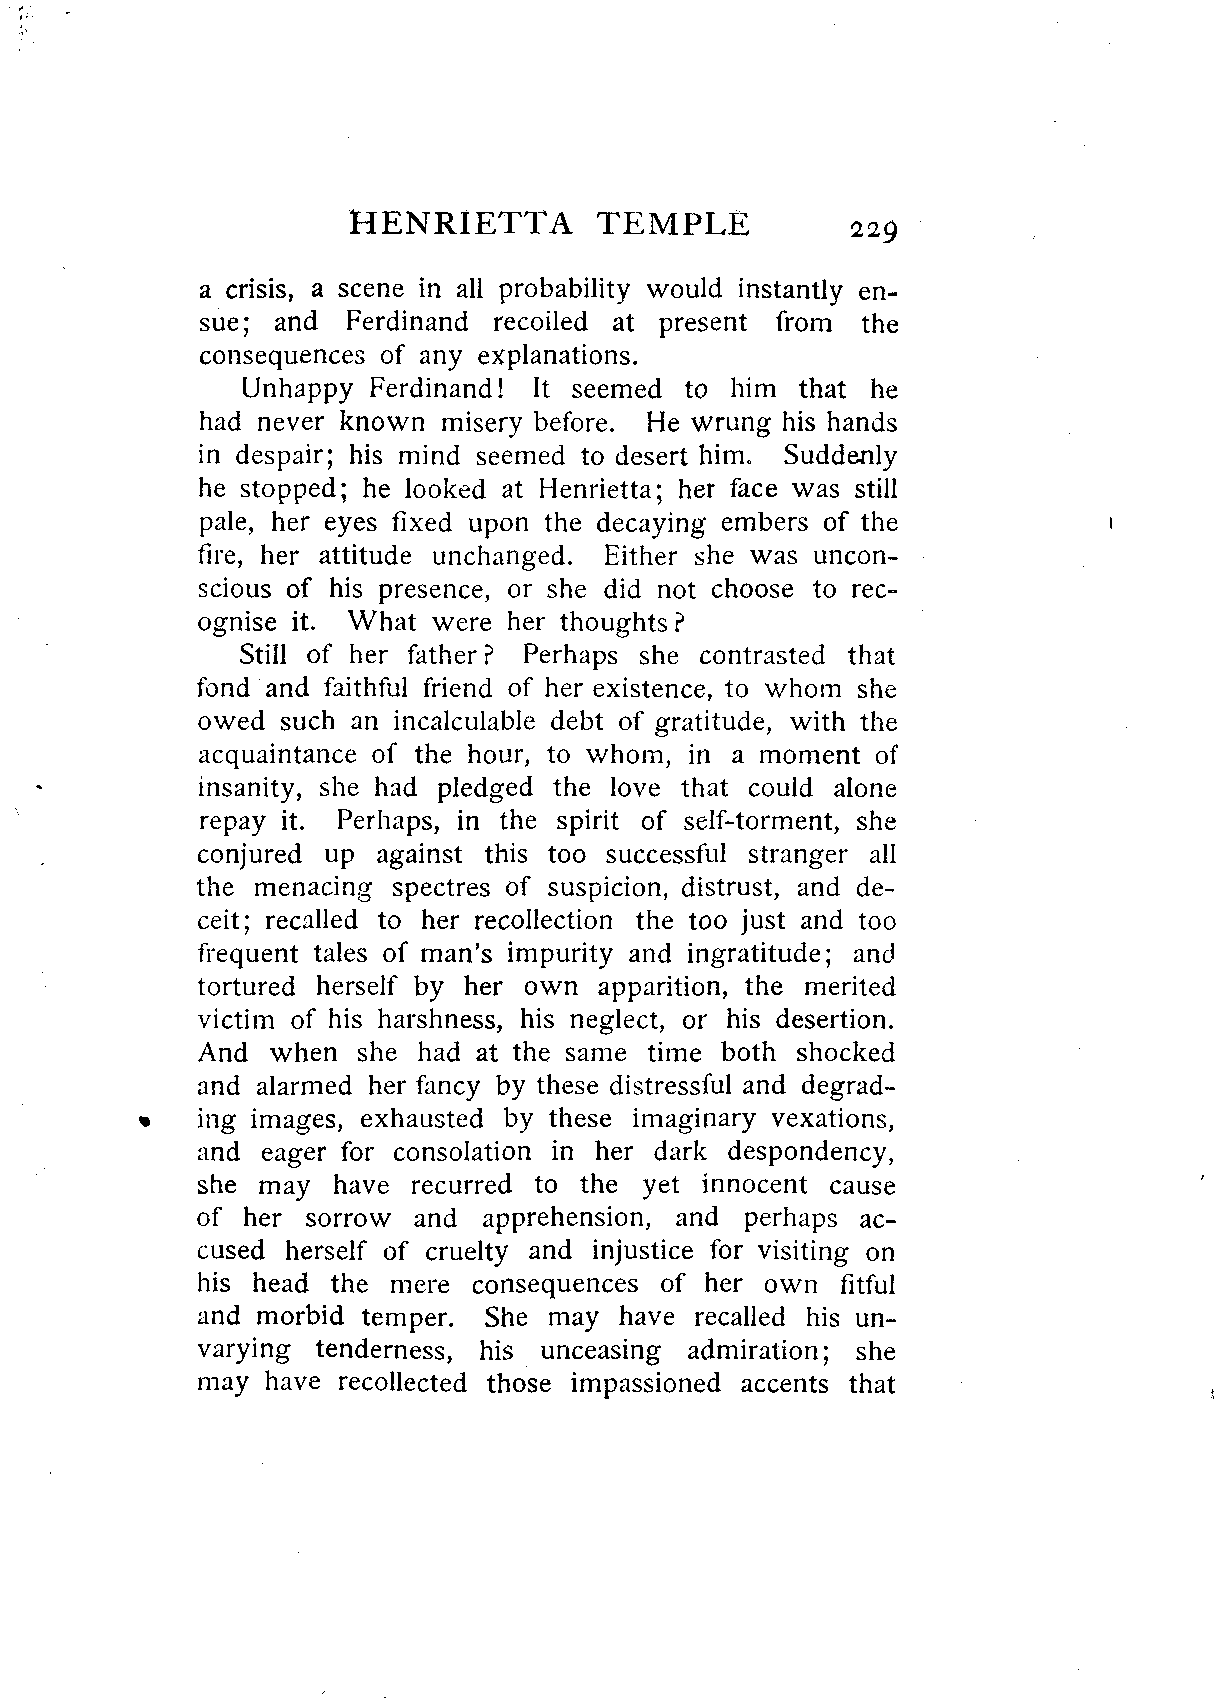 HENRIETTA TEMPLE 229
a crisis, a scene in all probability would instantly en-
sue; and Ferdinand recoiled at present from the
consequences of any explanations.
Unhappy Ferdinand! It seemed to him that he
had never known misery before. He wrung his hands
in despair; his mind seemed to desert him. Suddenly
he stopped; he looked at Henrietta; her face was still
pale, her eyes fixed upon the decaying embers of the
fire, her attitude unchanged. Either she was uncon-
scious of his presence, or she did not choose to rec-
ognise it. What were her thoughts?
Still of her father? Perhaps she contrasted that
fond and faithful friend of her existence, to whom she
owed such an incalculable debt of gratitude, with the
acquaintance of the hour, to whom, in a moment of
insanity, she had pledged the love that could alone
repay it. Perhaps, in the spirit of self-torment, she
conjured up against this too successful stranger all
the menacing spectres of suspicion, distrust, and de-
ceit; recalled to her recollection the too just and too
frequent tales of man's impurity and ingratitude; and
tortured herself by her own apparition, the merited
victim of his harshness, his neglect, or his desertion.
And when she had at the same time both shocked
and alarmed her fancy by these distressful and degrad-
ing images, exhausted by these imaginary vexations,
and eager for consolation in her dark despondency,
she may have recurred to the yet innocent cause
of her sorrow and apprehension, and perhaps ac-
cused herself of cruelty and injustice for visiting on
his head the mere consequences of her own fitful
and morbid temper. She may have recalled his un-
varying tenderness, his unceasing admiration; she
may have recollected those impassioned accents that